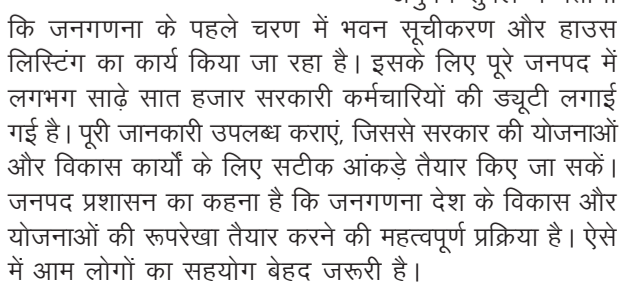 कि जनगणना के पहले चरण में भवन सूचीकरण और हाउस
लिस्टिंग का कार्य किया जा रहा है। इसके लिए पूरे जनपद में
लगभग साढ़े सात हजार सरकारी कर्मचारियों की ड्यूटी लगाई
गई है। पूरी जानकारी उपलब्ध कराएं, जिससे सरकार की योजनाओं
और विकास कार्यों के लिए सटीक आंकड़े तैयार किए जा सकें।
जनपद प्रशासन का कहना है कि जनगणना देश के विकास और
योजनाओं की रूपरेखा तैयार करने की महत्वपूर्ण प्रक्रिया है। ऐसे
में आम लोगों का सहयोग बेहद जरूरी है।